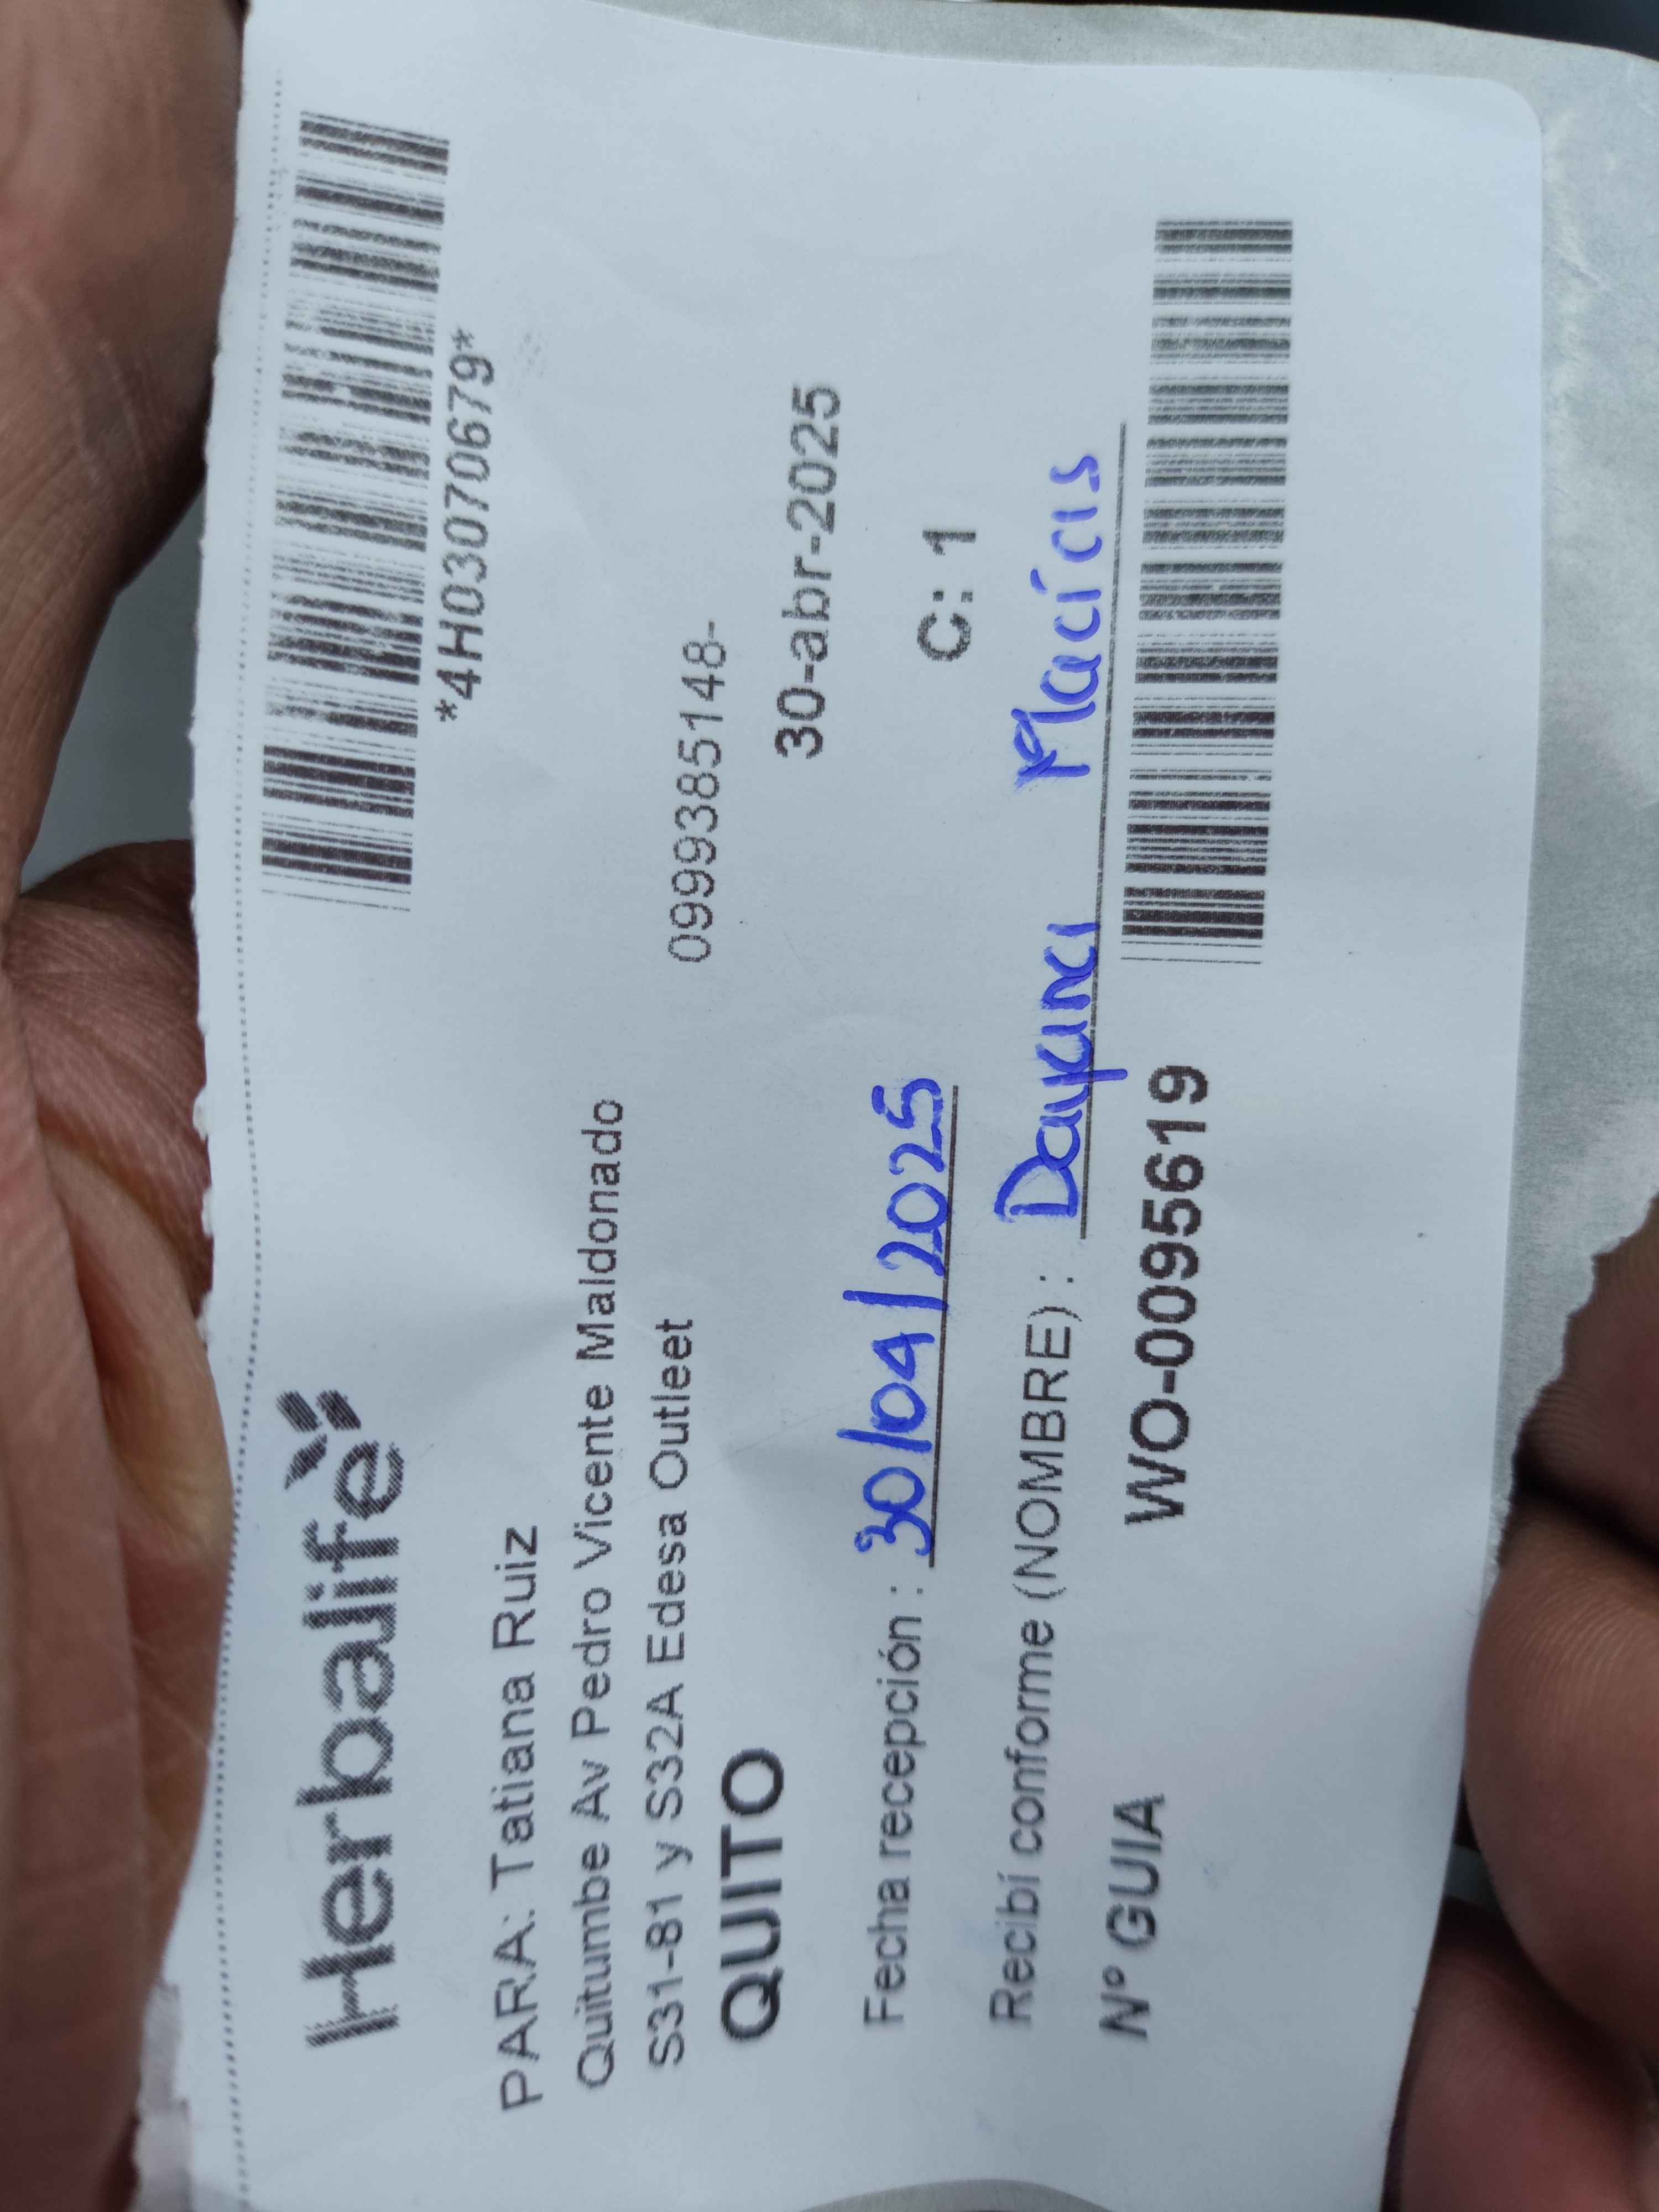 Herbalife
*4H03070679*
PARA: Tatiana Ruiz
Quitumbe Av Pedro Vicente Maldonado
S31-81 y S32A Edesa Outleet
0999385148-
QUITO
30-abr-2025
Fecha recepción : 30/04/2025
C: 1
Recibí conforme (NOMBRE) : Dayana Macías
Nº GUIA WO-0095619